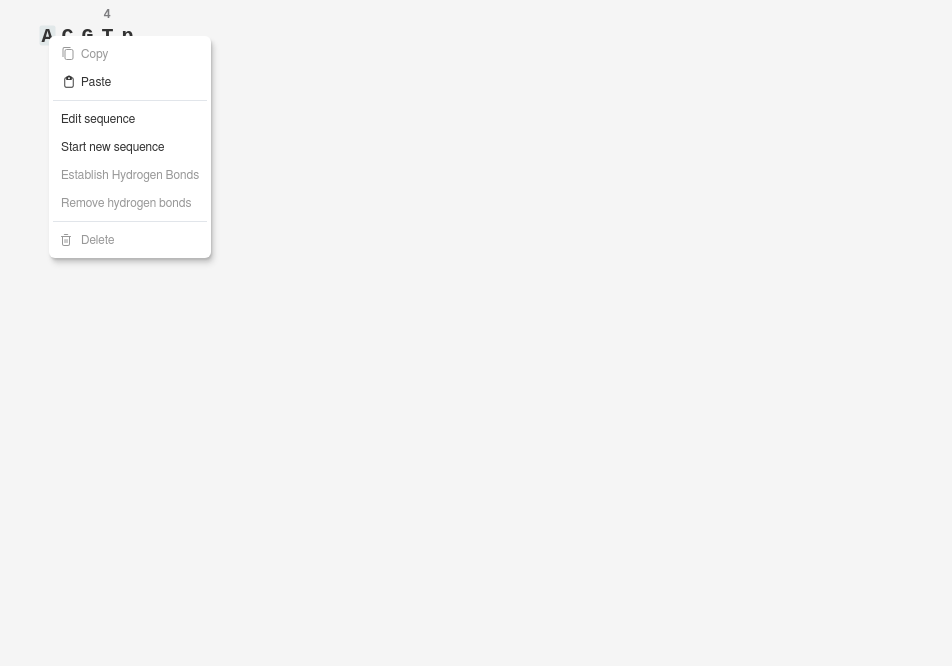 4
A C G T p
Copy
Paste
Edit sequence
Start new sequence
Establish Hydrogen Bonds
Remove hydrogen bonds
Delete